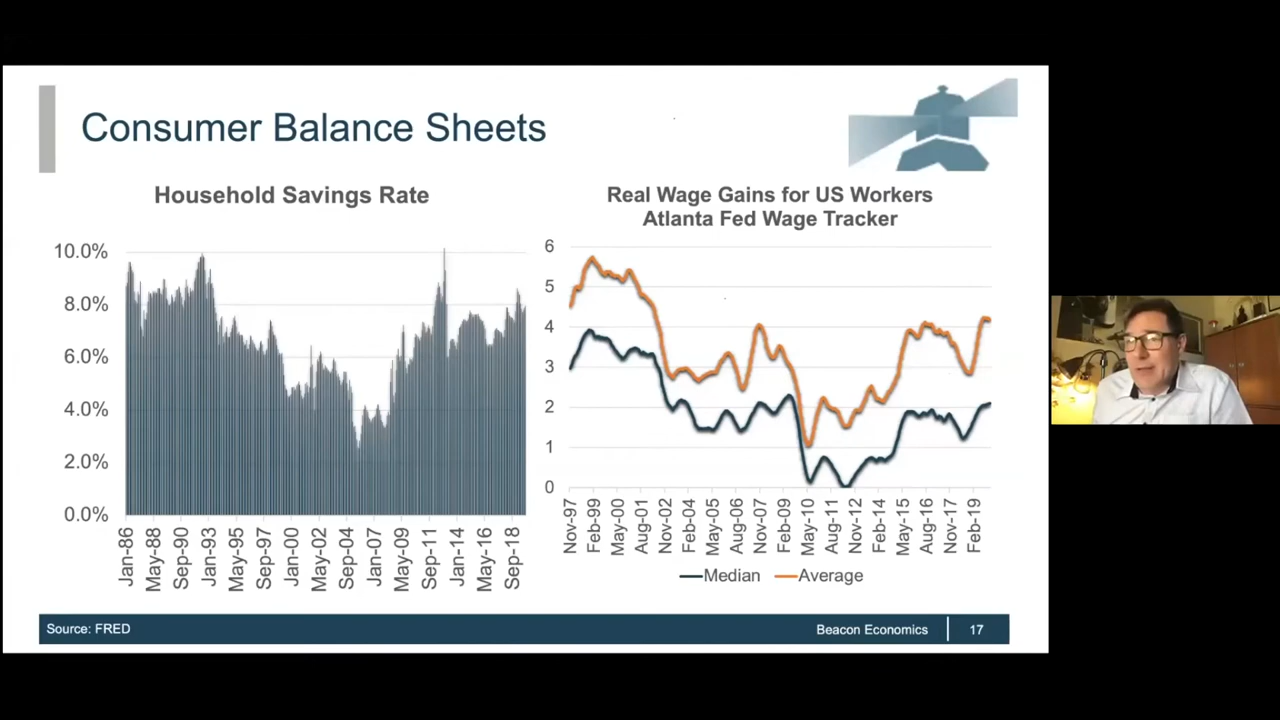 Consumer Balance Sheets
Household Savings Rate
10.0%
8.0%
6.0%
4.0%
2.0%
0.0%
Jan-86
May-88
Sep-90
Jan-93
May-95
Sep-97
Jan-00
May-02
Sep-04
Jan-07
May-09
Sep-11
Jan-14
May-16
Sep-18
Real Wage Gains for US Workers
Atlanta Fed Wage Tracker
6
5
4
3
2
1
0
Nov-97
Feb-99
May-00
Aug-01
Nov-02
Feb-04
May-05
Aug-06
Nov-07
Feb-09
May-10
Aug-11
Nov-12
Feb-14
May-15
Aug-16
Nov-17
Feb-19
Median Average
Source: FRED
Beacon Economics 17